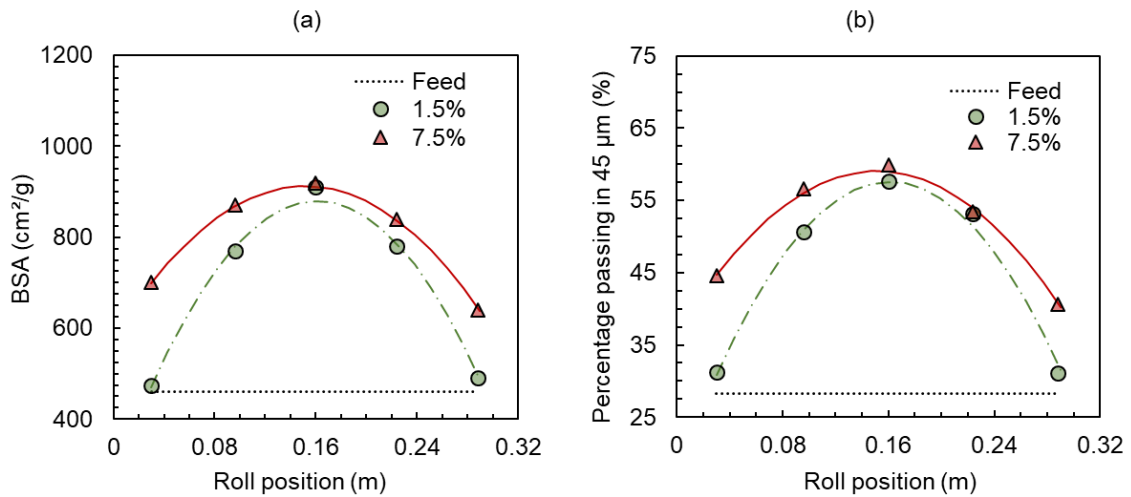 (a)
BSA (cm²/g)
1200
1000
800
600
400
Feed
1.5%
7.5%
0 0.08 0.16 0.24 0.32
Roll position (m)
(b)
Percentage passing in 45 µm (%)
75
65
55
45
35
25
Feed
1.5%
7.5%
0 0.08 0.16 0.24 0.32
Roll position (m)